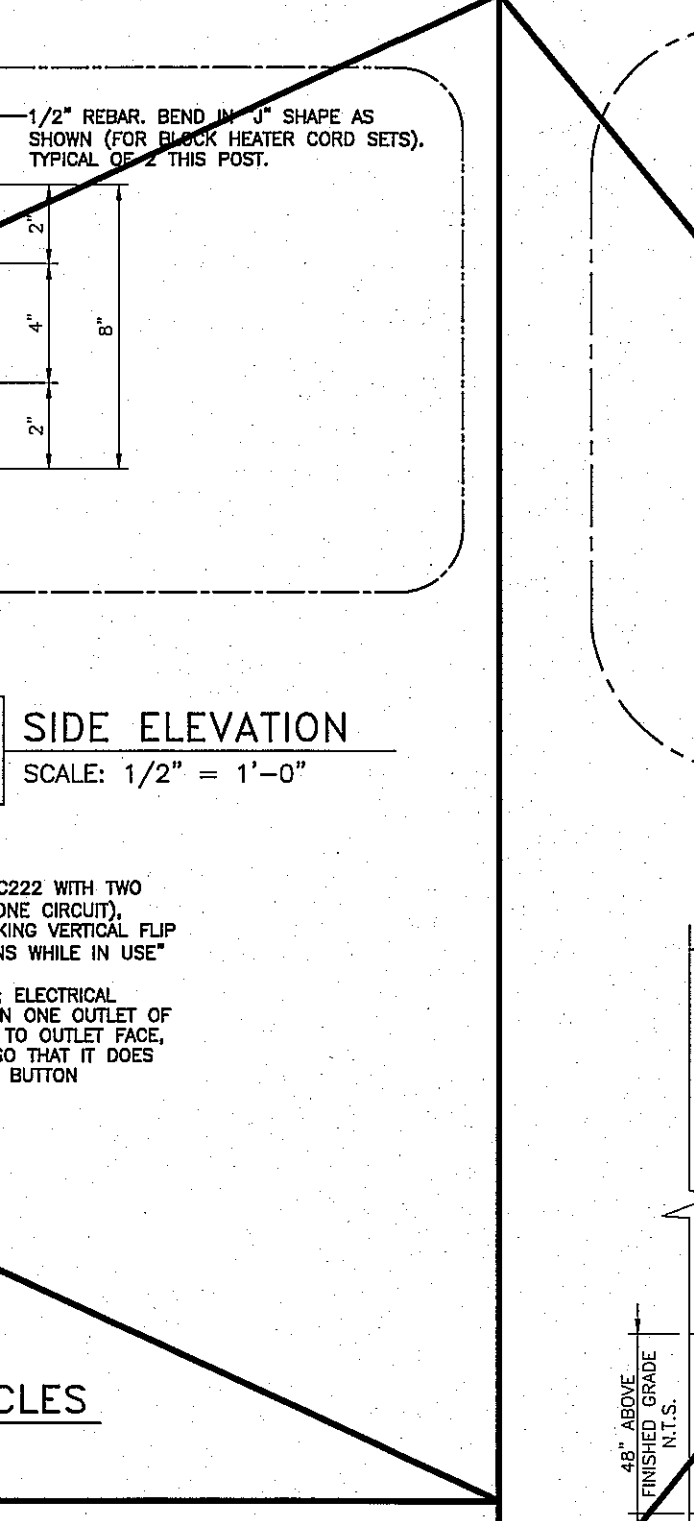 1/2" REBAR. BEND IN "J" SHAPE AS
SHOWN (FOR BLOCK HEATER CORD SETS).
TYPICAL OF 2 THIS POST.
2"
4"
8"
2"
SIDE ELEVATION
SCALE: 1/2" = 1'-0"
C222 WITH TWO
ONE CIRCUIT),
KING VERTICAL FLIP
NS WHILE IN USE"
ELECTRICAL
N ONE OUTLET OF
TO OUTLET FACE,
SO THAT IT DOES
BUTTON
CLES
48" ABOVE
FINISHED GRADE
N.T.S.